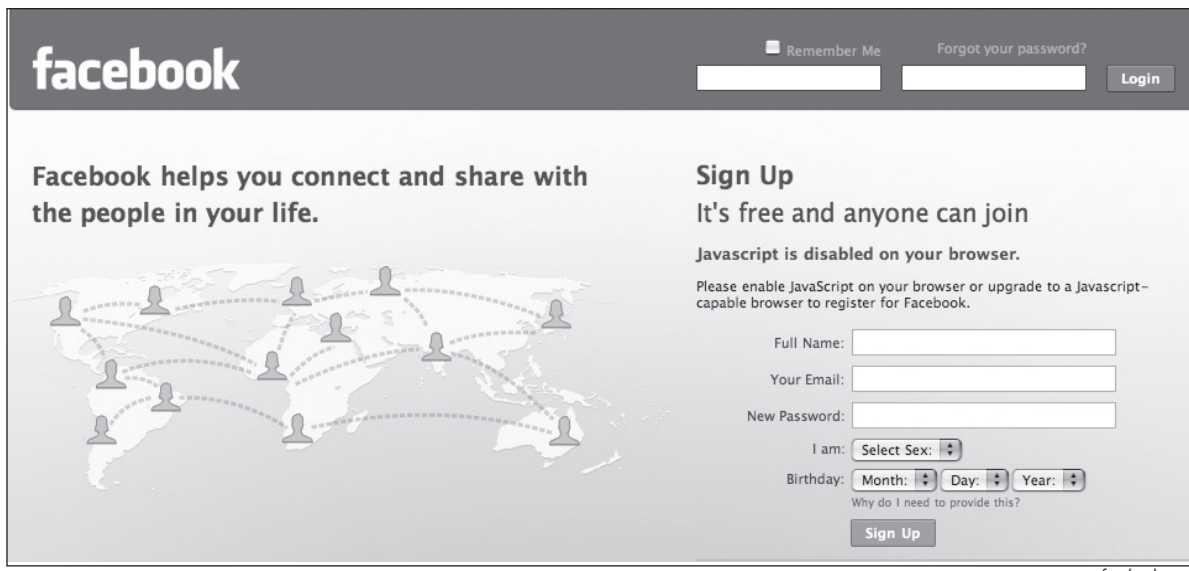 facebook
Remember Me
Forgot your password?
Login
Facebook helps you connect and share with
the people in your life.
Sign Up
It's free and anyone can join
Javascript is disabled on your browser.
Please enable JavaScript on your browser or upgrade to a Javascript-
capable browser to register for Facebook.
Full Name:
Your Email:
New Password:
I am: Select Sex:
Birthday: Month: Day: Year:
Why do I need to provide this?
Sign Up